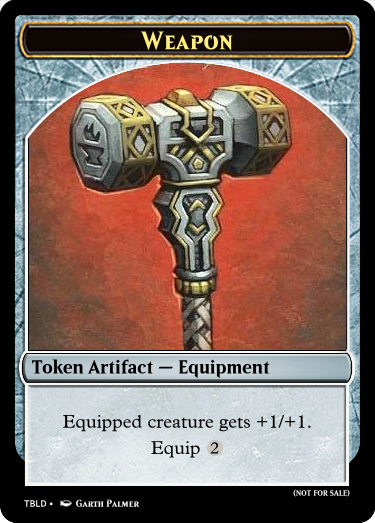 Weapon
Token Artifact — Equipment
Equipped creature gets +1/+1.
Equip 2
(NOT FOR SALE)
TBLD • Garth Palmer